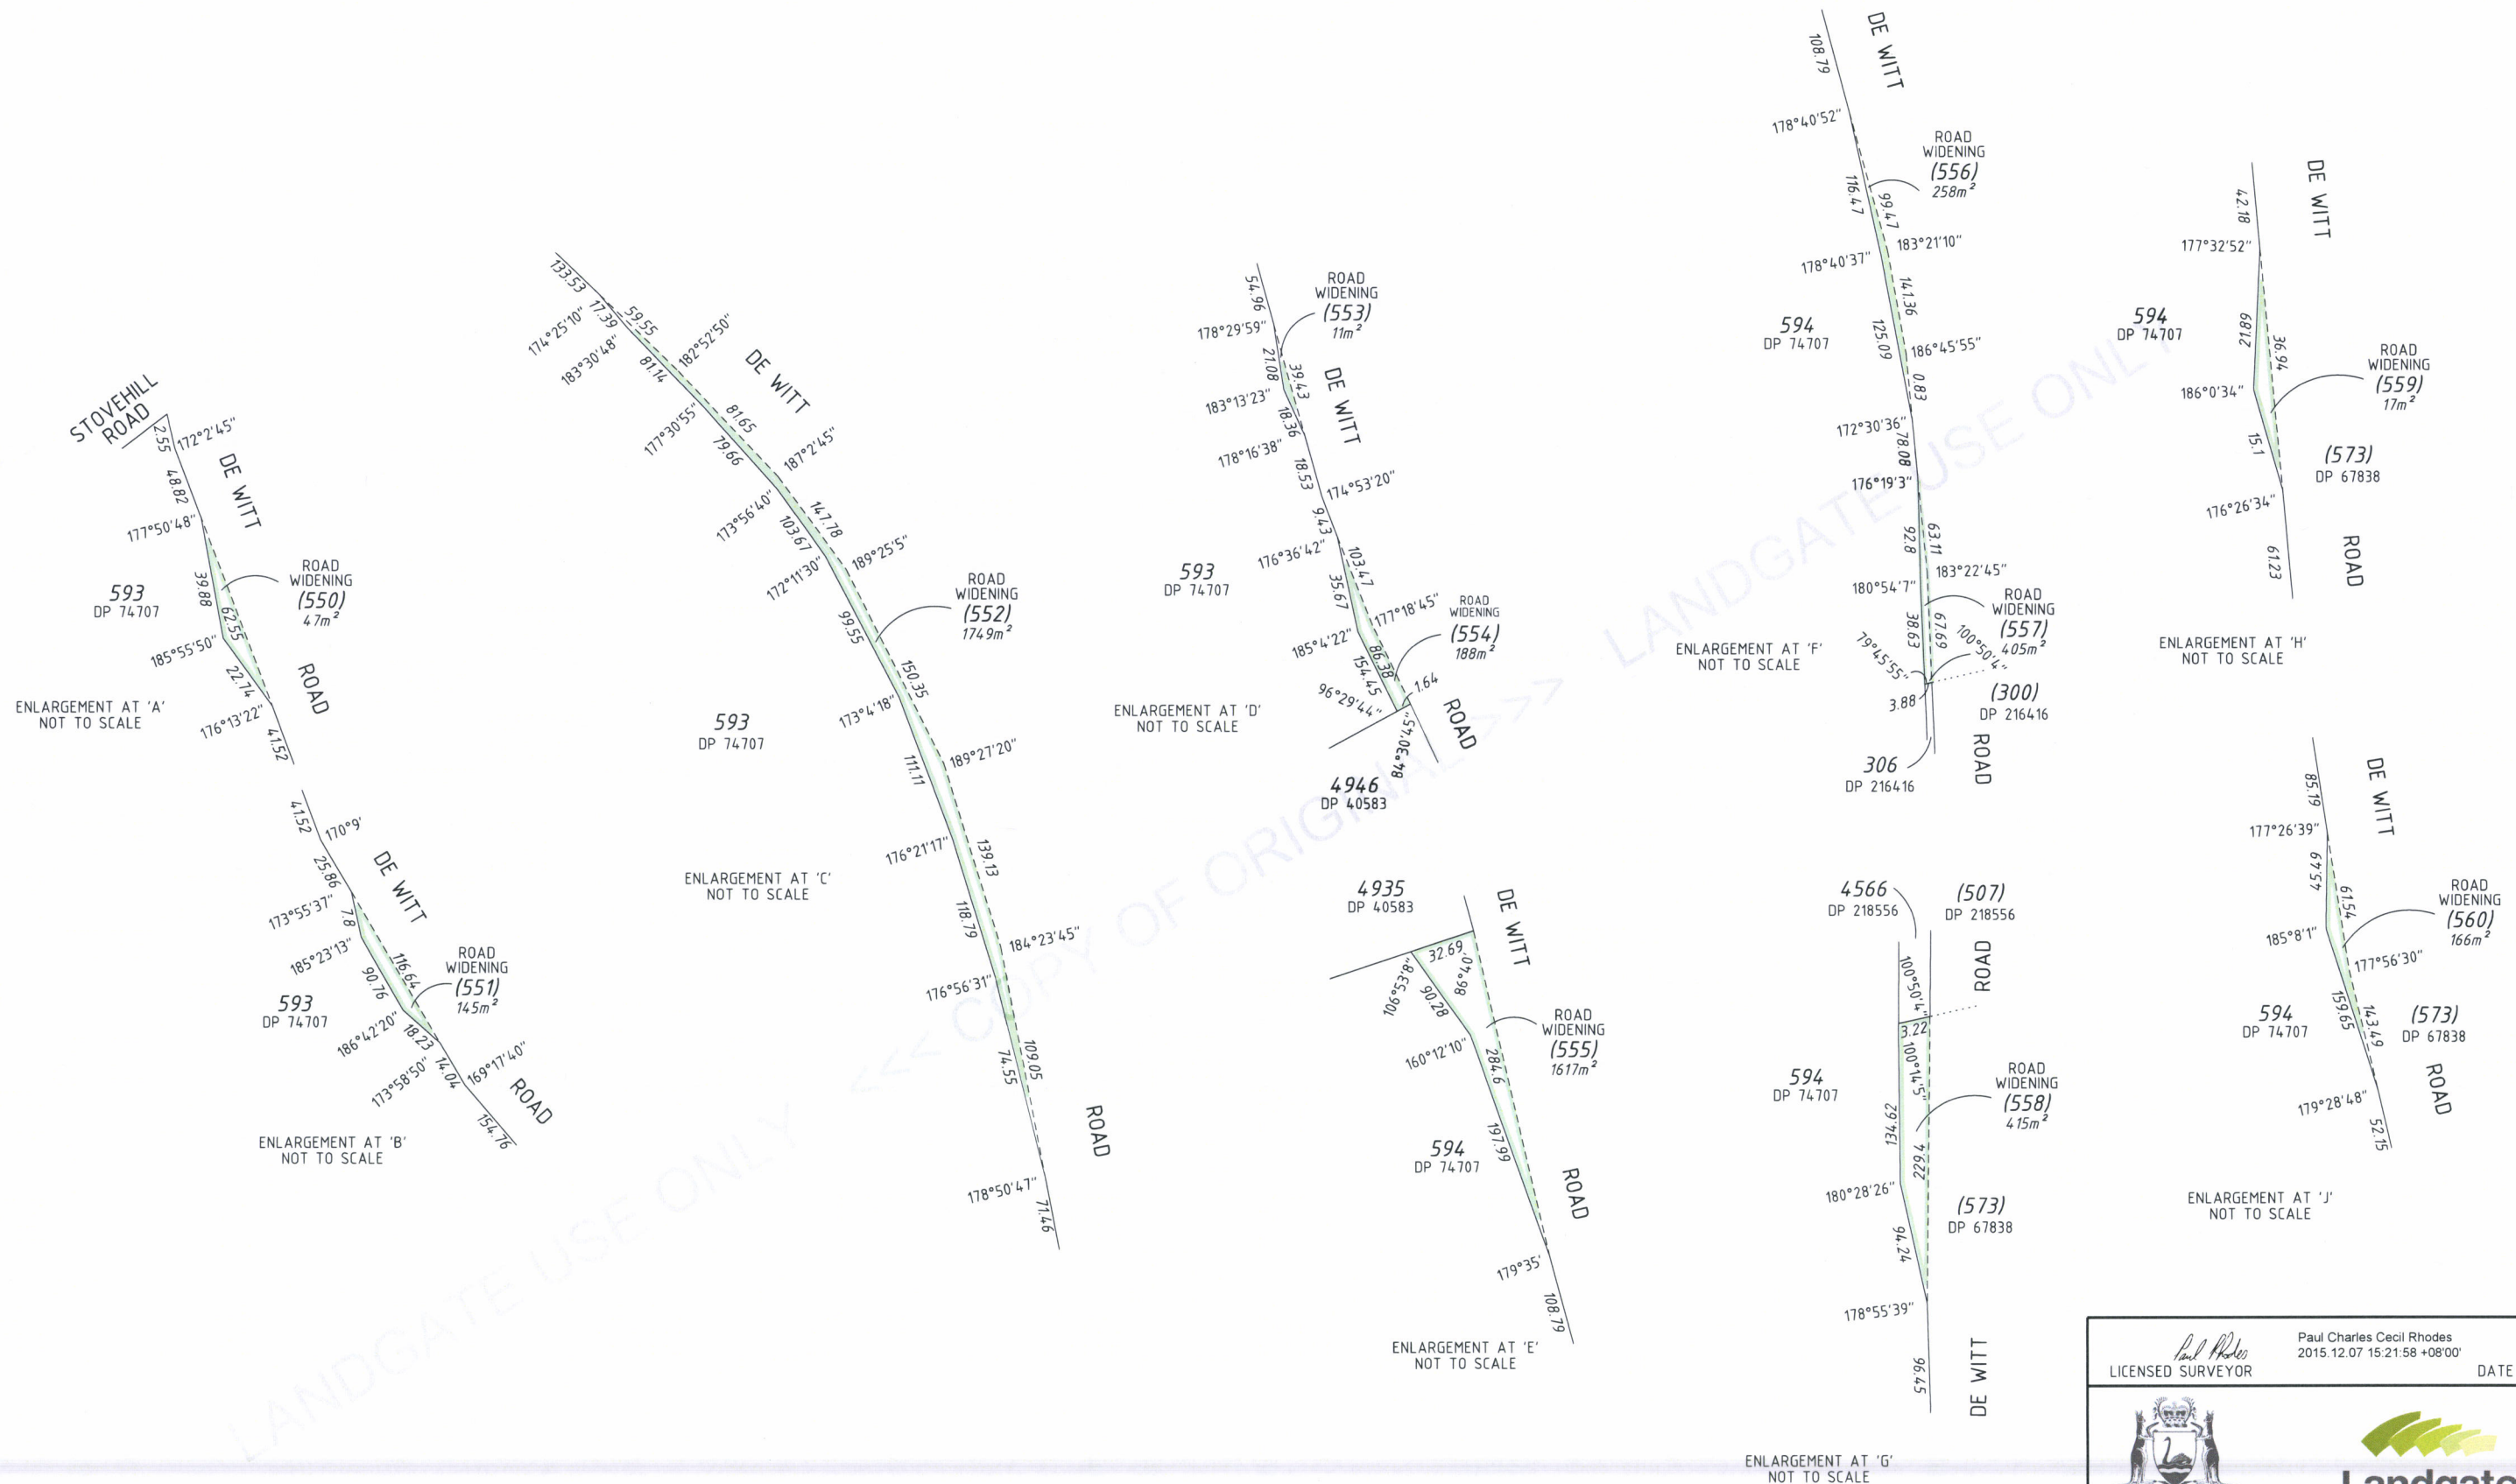 STOVEHILL
ROAD
2.55
172°2'45"
48.82
DE WITT
177°50'48"
593
DP 74707
39.88
62.55
ROAD
WIDENING
(550)
47m²
185°55'50"
22.74
ROAD
176°13'22"
41.52
ENLARGEMENT AT 'A'
NOT TO SCALE
41.52
170°9'
25.86
DE WITT
173°55'37"
7.8
185°23'13"
116.64
90.76
ROAD
WIDENING
(551)
145m²
593
DP 74707
186°42'20"
18.23
173°58'50"
14.04
169°17'40"
ROAD
154.76
ENLARGEMENT AT 'B'
NOT TO SCALE
133.53
174°25'10"
17.39
59.55
183°30'48"
81.14
182°52'50"
DE WITT
177°30'55"
81.65
79.66
187°2'45"
173°56'40"
147.78
103.67
189°25'5"
172°11'30"
99.55
ROAD
WIDENING
(552)
1749m²
593
DP 74707
150.35
173°4'18"
111.11
189°27'20"
176°21'17"
139.13
118.79
184°23'45"
176°56'31"
109.05
74.55
ROAD
178°50'47"
71.46
ENLARGEMENT AT 'C'
NOT TO SCALE
54.96
ROAD
WIDENING
(553)
11m²
178°29'59"
21.08
39.43
DE WITT
183°13'23"
18.36
178°16'38"
18.53
174°53'20"
9.43
176°36'42"
593
DP 74707
103.47
35.67
177°18'45"
ROAD
WIDENING
(554)
188m²
185°4'22"
86.38
154.45
96°29'44"
1.64
ROAD
84°30'45"
4946
DP 40583
ENLARGEMENT AT 'D'
NOT TO SCALE
4935
DP 40583
DE WITT
32.69
106°53'8"
86°40'
90.28
ROAD
WIDENING
(555)
1617m²
160°12'10"
284.6
197.99
594
DP 74707
ROAD
179°35'
108.79
ENLARGEMENT AT 'E'
NOT TO SCALE
108.79
DE WITT
178°40'52"
ROAD
WIDENING
(556)
258m²
116.47
99.47
183°21'10"
178°40'37"
141.36
594
DP 74707
125.09
186°45'55"
0.83
172°30'36"
78.08
176°19'3"
92.8
63.11
183°22'45"
180°54'7"
ROAD
WIDENING
(557)
405m²
38.63
67.69
79°45'55"
100°50'4"
3.88
(300)
DP 216416
306
DP 216416
ROAD
ENLARGEMENT AT 'F'
NOT TO SCALE
4566
DP 218556
(507)
DP 218556
ROAD
100°50'4"
3.22
100°14'5"
594
DP 74707
134.62
ROAD
WIDENING
(558)
415m²
229.4
180°28'26"
(573)
DP 67838
94.24
178°55'39"
96.45
DE WITT
ENLARGEMENT AT 'G'
NOT TO SCALE
42.18
DE WITT
177°32'52"
594
DP 74707
21.89
36.94
ROAD
WIDENING
(559)
17m²
186°0'34"
15.1
(573)
DP 67838
176°26'34"
61.23
ROAD
ENLARGEMENT AT 'H'
NOT TO SCALE
85.19
DE WITT
177°26'39"
45.49
61.54
ROAD
WIDENING
(560)
166m²
185°8'1"
177°56'30"
594
DP 74707
159.65
143.49
(573)
DP 67838
ROAD
179°28'48"
52.15
ENLARGEMENT AT 'J'
NOT TO SCALE
LANDGATE USE ONLY << COPY OF ORIGINAL >>> LANDGATE USE ONLY
Paul Rhodes
Paul Charles Cecil Rhodes
2015.12.07 15:21:58 +08'00'
LICENSED SURVEYOR
DATE
Landgate